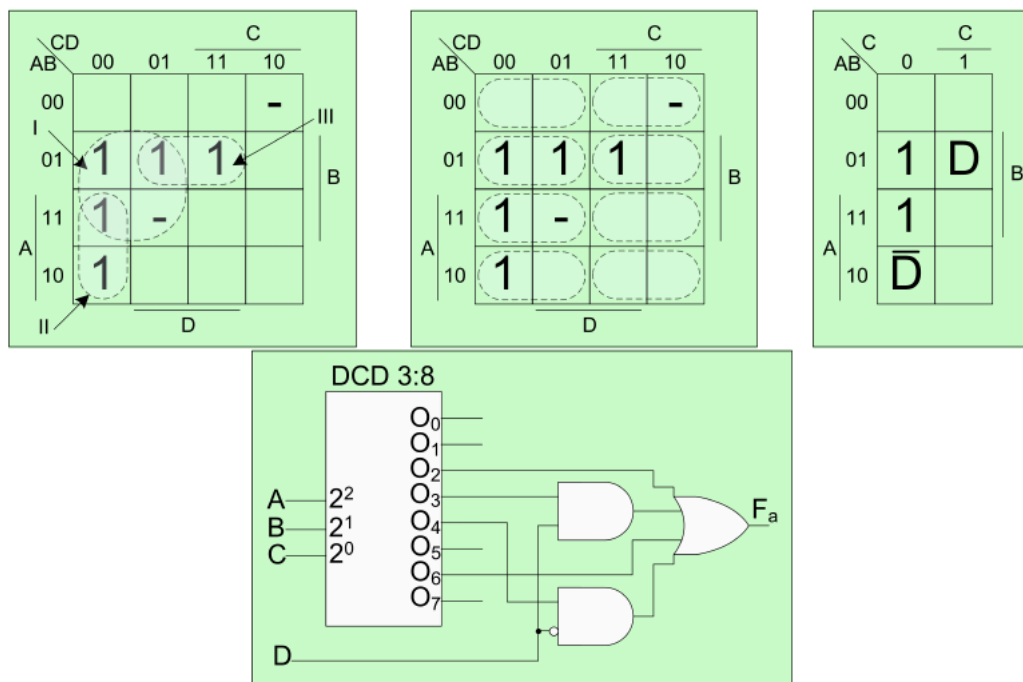 C
CD
AB 00 01 11 10
00 -
I III
01 1 1 1
B
11 1 -
A
10 1
II D
C
CD
AB 00 01 11 10
00 -
01 1 1 1
B
11 1 -
A
10 1
D
C
C
AB 0 1
00
01 1 D
B
11 1
A
10 D̅
DCD 3:8
O₀
O₁
O₂
A 2² O₃ Fₐ
B 2¹ O₄
C 2⁰ O₅
O₆
O₇
D